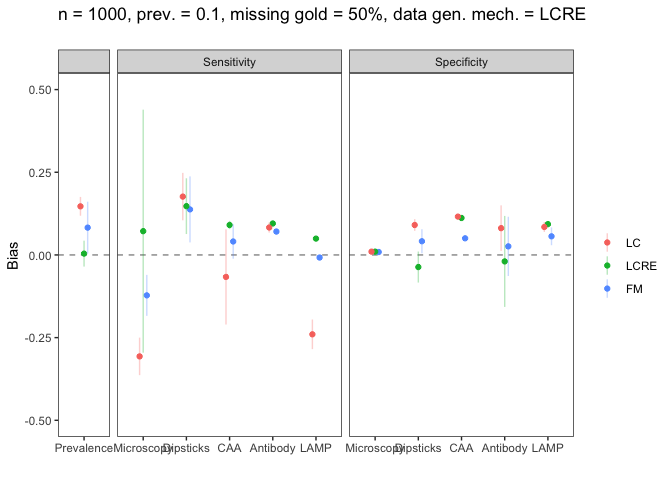 n = 1000, prev. = 0.1, missing gold = 50%, data gen. mech. = LCRE
Sensitivity
Specificity
0.50
0.25
0.00
-0.25
-0.50
Bias
Prevalence
Microscopy
Dipsticks
CAA
Antibody
LAMP
Microscopy
Dipsticks
CAA
Antibody
LAMP
LC
LCRE
FM